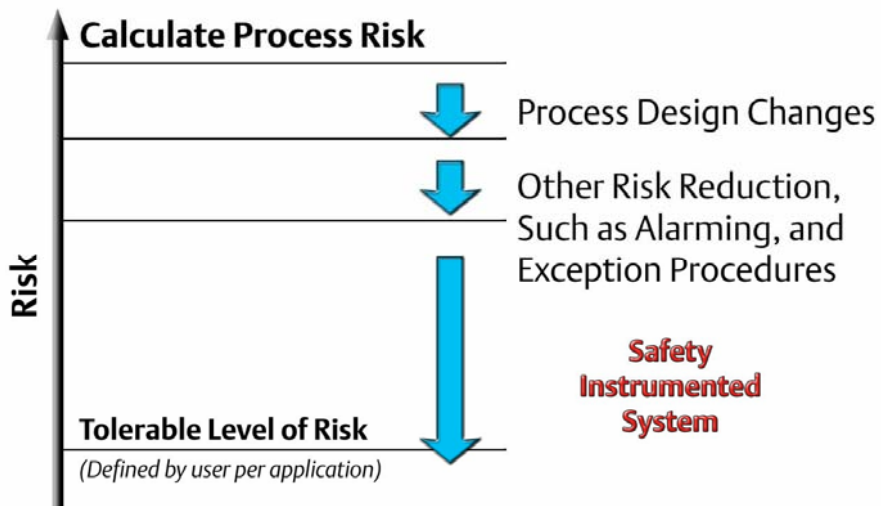 Calculate Process Risk
Process Design Changes
Other Risk Reduction,
Such as Alarming, and
Exception Procedures
Risk
Safety
Instrumented
System
Tolerable Level of Risk
(Defined by user per application)